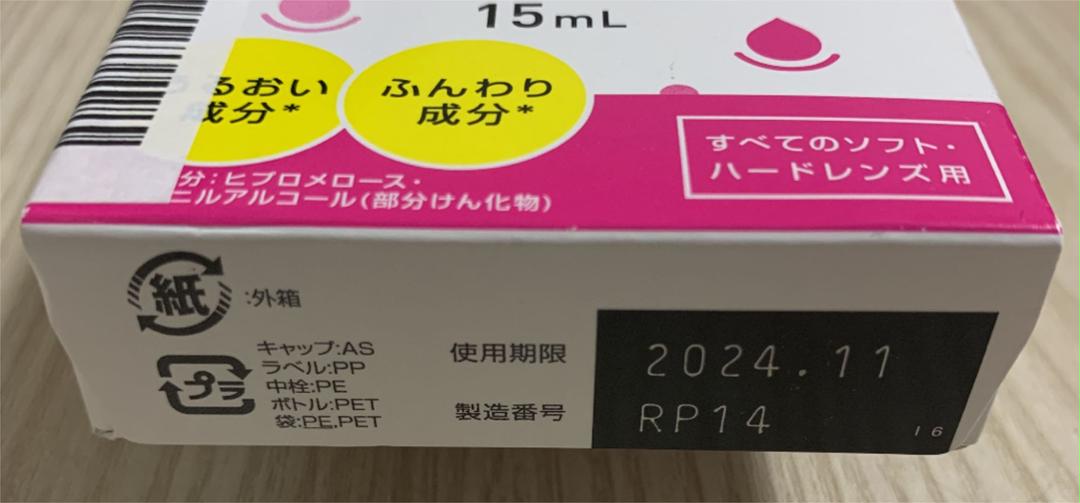 15mL
るおい
成分*
ふんわり
成分*
すべてのソフト・
ハードレンズ用
分:ヒプロメロース・
ニルアルコール(部分けん化物)
紙
:外箱
プラ
キャップ:AS
ラベル:PP
中栓:PE
ボトル:PET
袋:PE,PET
使用期限
2024.11
製造番号
RP14
16